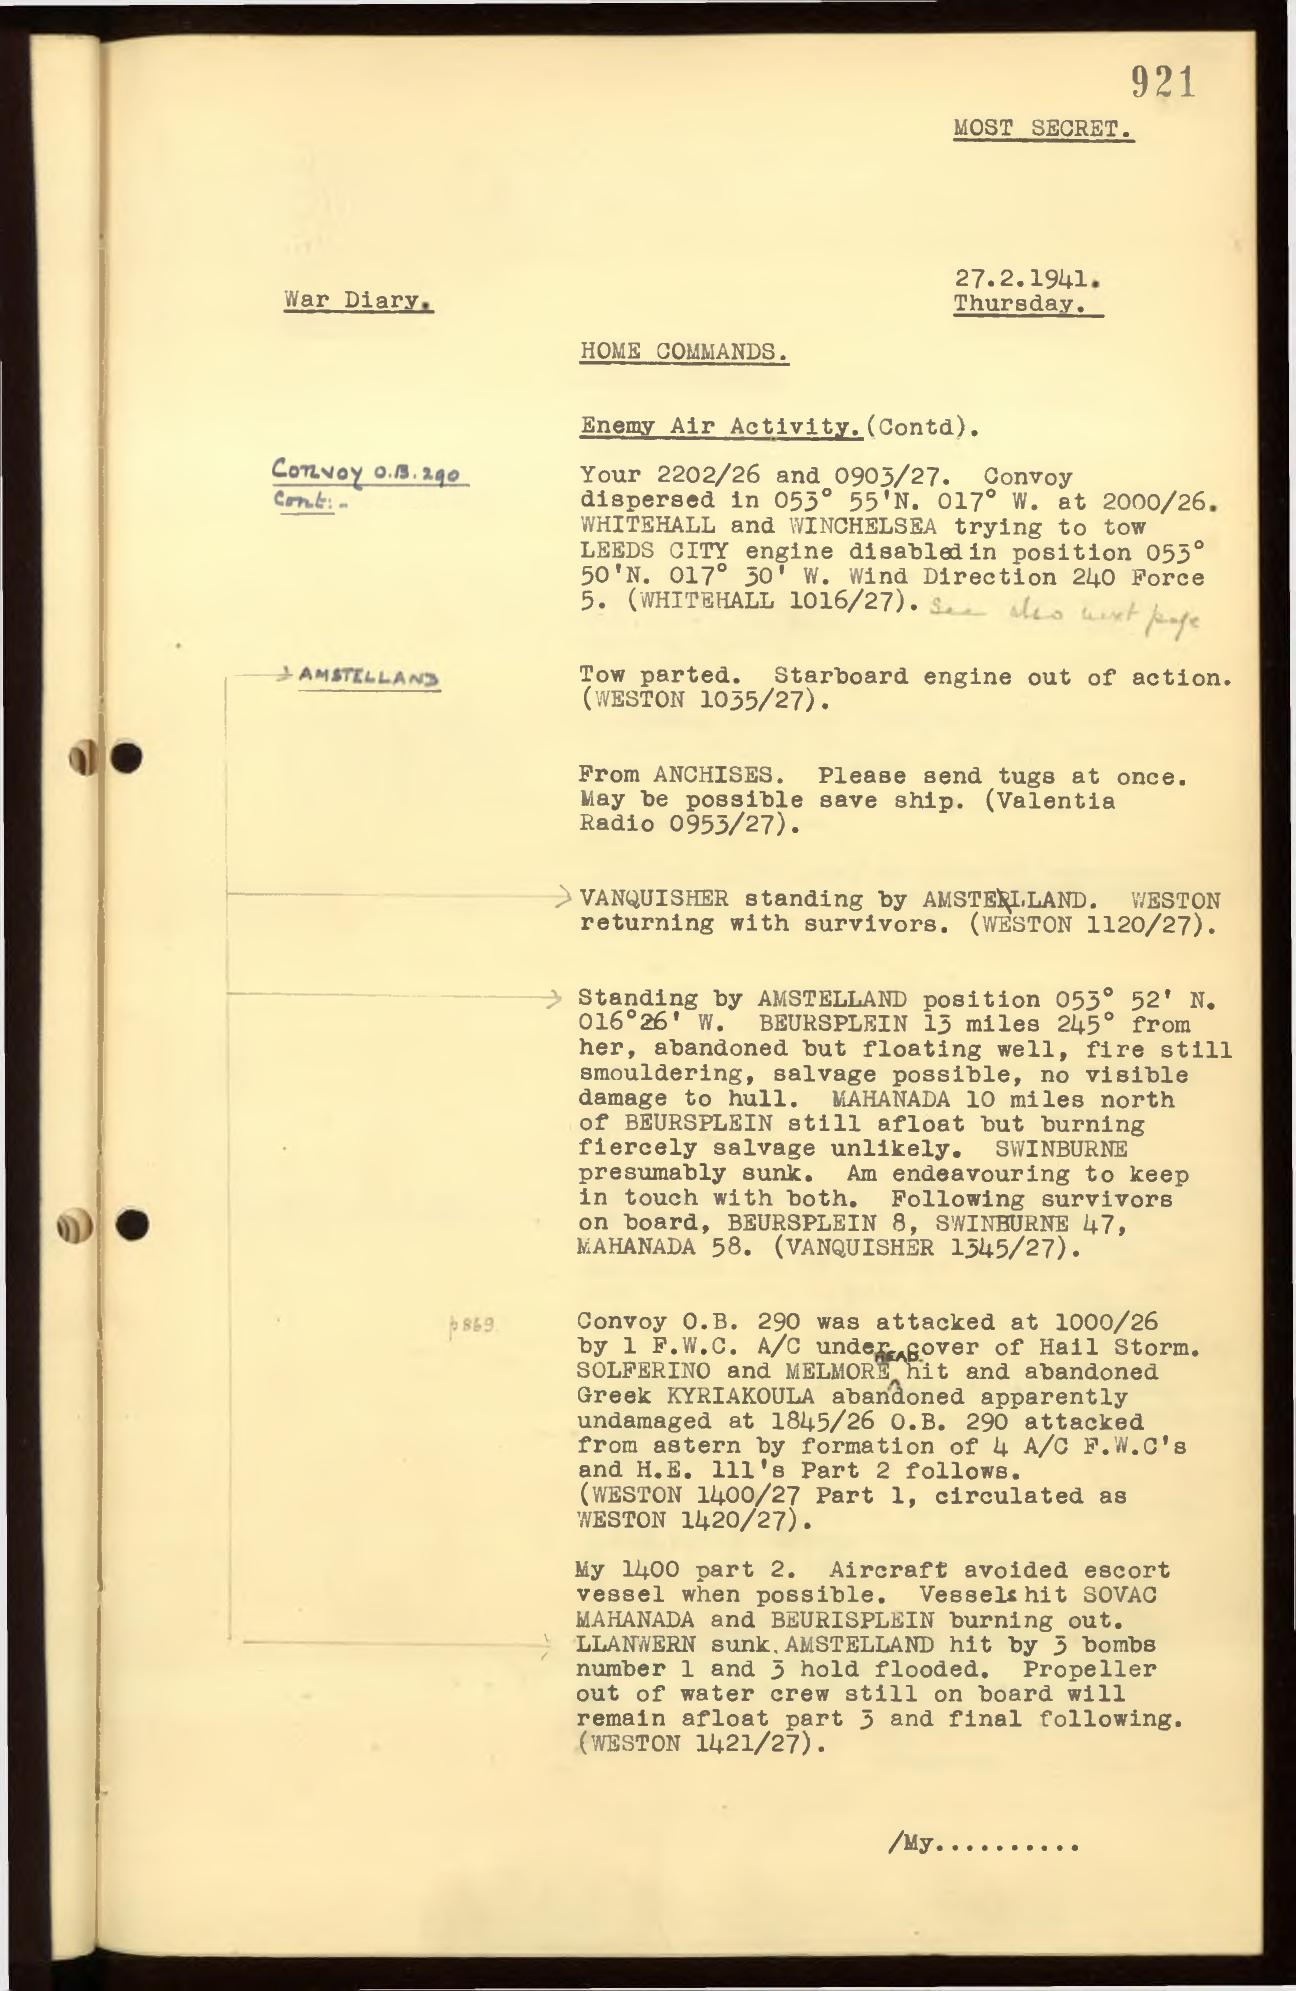 921
MOST SECRET.
27.2.1941.
War Diary.
Thursday.
HOME COMMANDS.
Enemy Air Activity.(Contd).
Convoy O.B.290
Cont:-
Your 2202/26 and 0903/27. Convoy
dispersed in 053° 55'N. 017° W. at 2000/26.
WHITEHALL and WINCHELSEA trying to tow
LEEDS CITY engine disabled in position 053°
50'N. 017° 30' W. Wind Direction 240 Force
5. (WHITEHALL 1016/27). See also next page
AMSTELLAND
Tow parted. Starboard engine out of action.
(WESTON 1035/27).
From ANCHISES. Please send tugs at once.
May be possible save ship. (Valentia
Radio 0953/27).
VANQUISHER standing by AMSTELLAND. WESTON
returning with survivors. (WESTON 1120/27).
Standing by AMSTELLAND position 053° 52' N.
016°26' W. BEURSPLEIN 13 miles 245° from
her, abandoned but floating well, fire still
smouldering, salvage possible, no visible
damage to hull. MAHANADA 10 miles north
of BEURSPLEIN still afloat but burning
fiercely salvage unlikely. SWINBURNE
presumably sunk. Am endeavouring to keep
in touch with both. Following survivors
on board, BEURSPLEIN 8, SWINBURNE 47,
MAHANADA 58. (VANQUISHER 1345/27).
p869.
Convoy O.B. 290 was attacked at 1000/26
by 1 F.W.C. A/C under cover of Hail Storm.
SOLFERINO and MELMORE HEAD hit and abandoned
Greek KYRIAKOULA abandoned apparently
undamaged at 1845/26 O.B. 290 attacked
from astern by formation of 4 A/C F.W.C's
and H.E. 111's Part 2 follows.
(WESTON 1400/27 Part 1, circulated as
WESTON 1420/27).
My 1400 part 2. Aircraft avoided escort
vessel when possible. Vessels hit SOVAC
MAHANADA and BEURISPLEIN burning out.
LLANWERN sunk. AMSTELLAND hit by 3 bombs
number 1 and 3 hold flooded. Propeller
out of water crew still on board will
remain afloat part 3 and final following.
(WESTON 1421/27).
/My..........